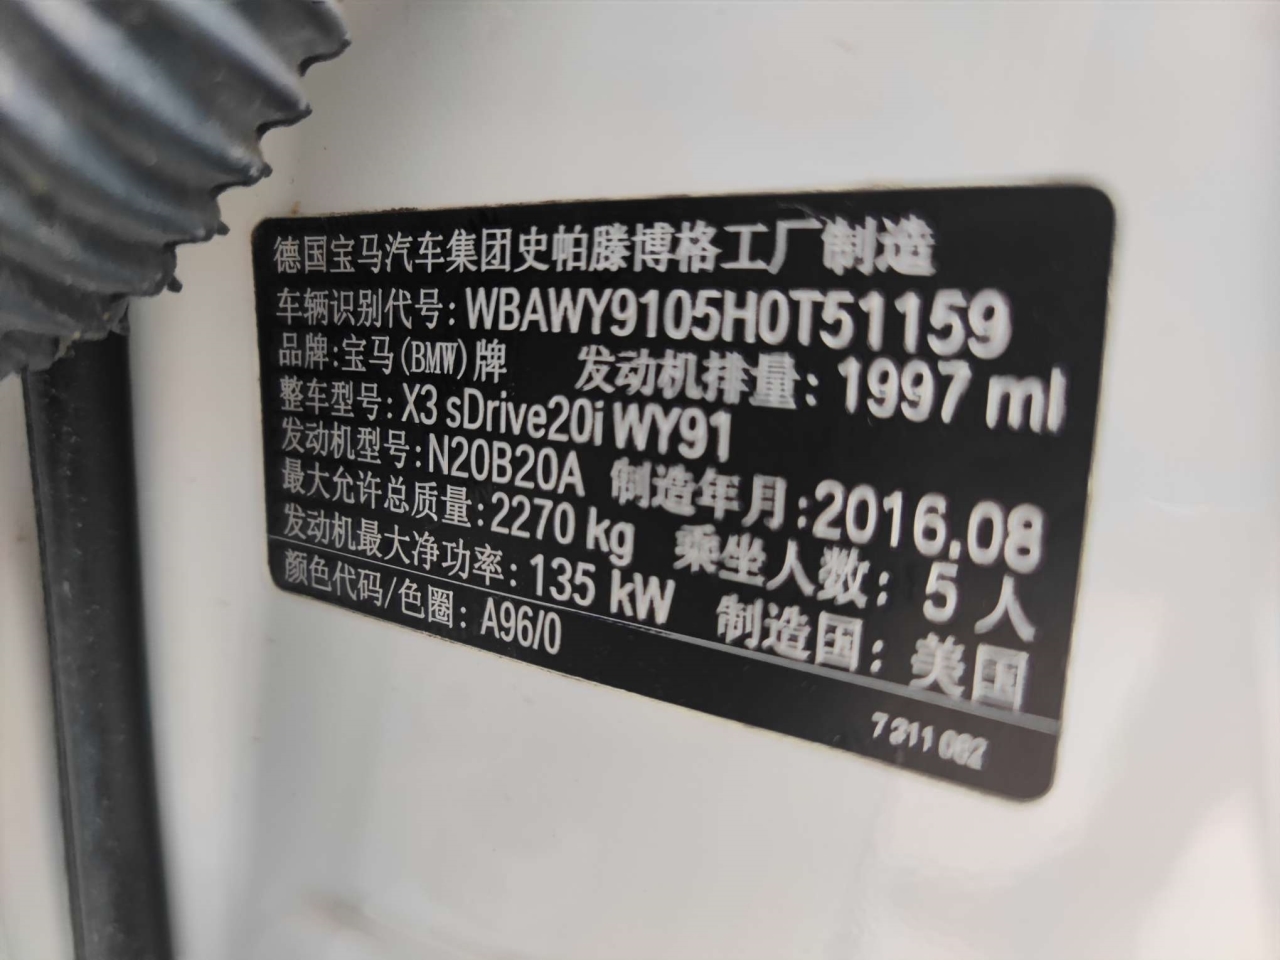 德国宝马汽车集团史帕滕博格工厂制造
车辆识别代号: WBAWY9105H0T51159
品牌:宝马(BMW)牌 发动机排量: 1997 ml
整车型号: X3 sDrive20i WY91
发动机型号: N20B20A 制造年月: 2016.08
最大允许总质量: 2270 kg 乘坐人数: 5 人
发动机最大净功率: 135 kW 制造国: 美国
颜色代码/色圈: A96/0
7311 062